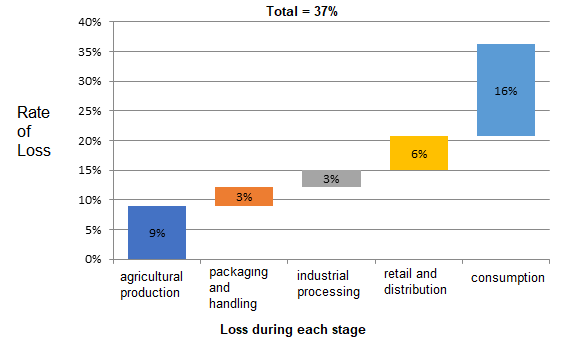 Total = 37%
40%
35%
30%
25%
20%
15%
10%
5%
0%
Rate
of
Loss
9%
3%
3%
6%
16%
agricultural
production
packaging
and
handling
industrial
processing
retail and
distribution
consumption
Loss during each stage